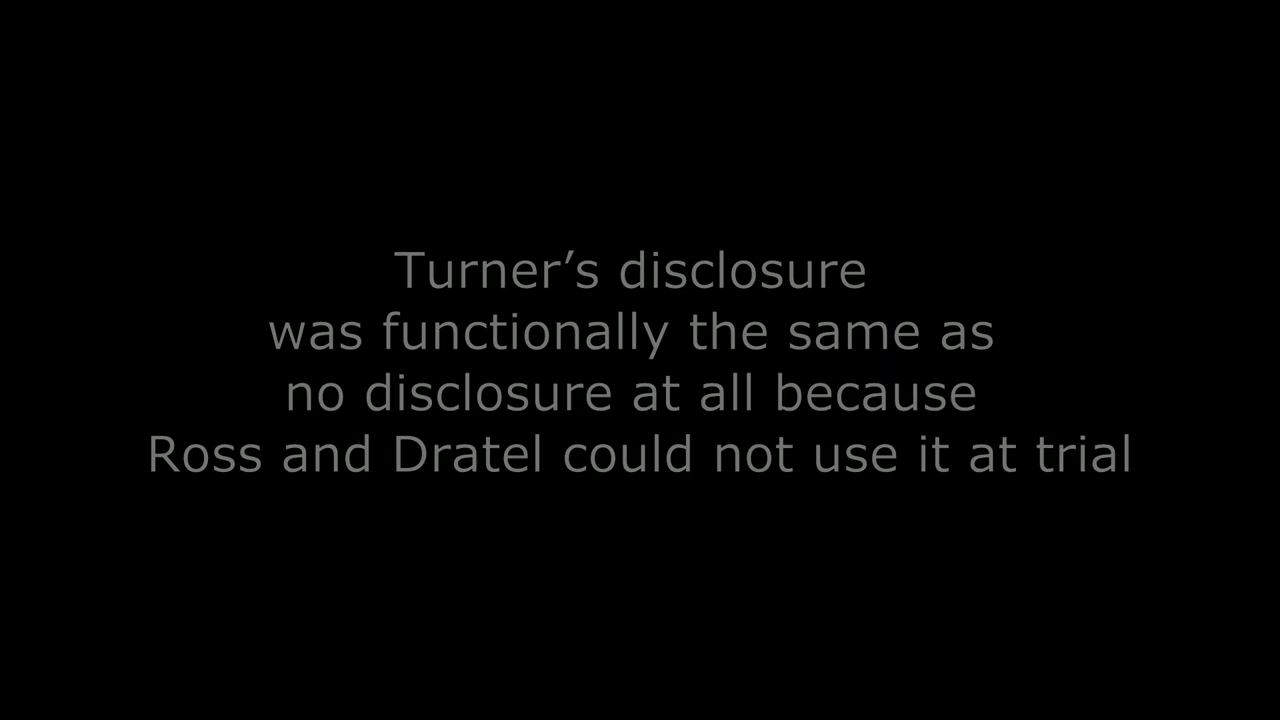 Turner’s disclosure
was functionally the same as
no disclosure at all because
Ross and Dratel could not use it at trial